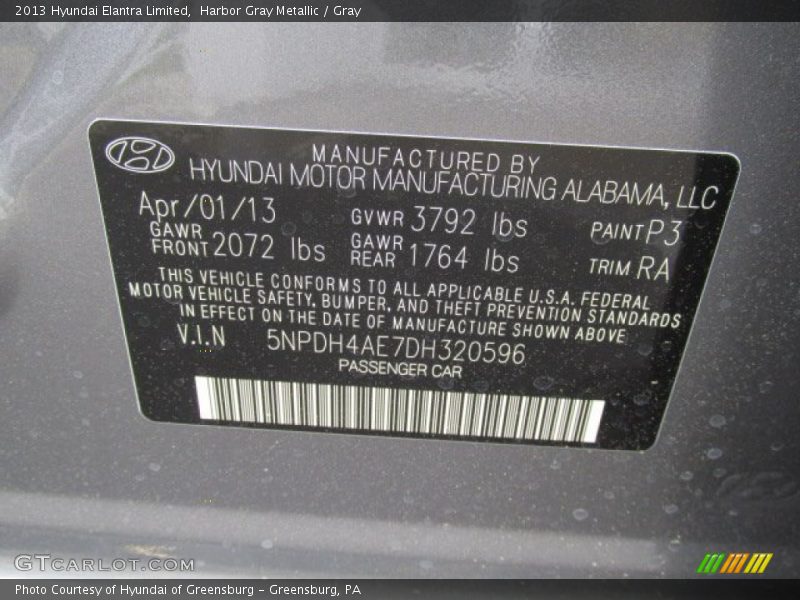 2013 Hyundai Elantra Limited, Harbor Gray Metallic / Gray
MANUFACTURED BY
HYUNDAI MOTOR MANUFACTURING ALABAMA, LLC
Apr/01/13 GVWR 3792 lbs PAINT P3
GAWR FRONT 2072 lbs GAWR REAR 1764 lbs TRIM RA
THIS VEHICLE CONFORMS TO ALL APPLICABLE U.S.A. FEDERAL
MOTOR VEHICLE SAFETY, BUMPER, AND THEFT PREVENTION STANDARDS
IN EFFECT ON THE DATE OF MANUFACTURE SHOWN ABOVE
V.I.N 5NPDH4AE7DH320596
PASSENGER CAR
GTCARLOT.COM
Photo Courtesy of Hyundai of Greensburg - Greensburg, PA